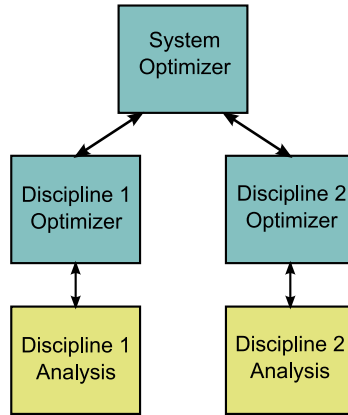 System
Optimizer
Discipline 1
Optimizer
Discipline 2
Optimizer
Discipline 1
Analysis
Discipline 2
Analysis